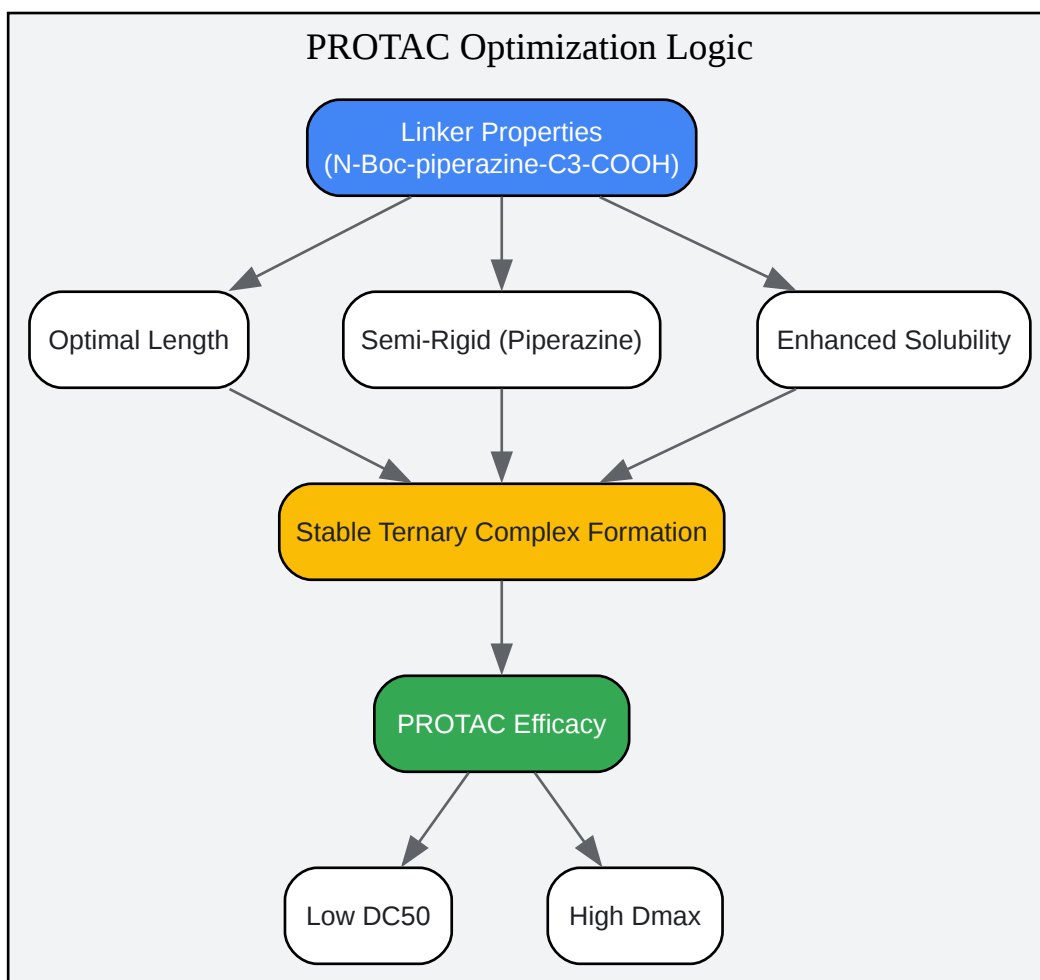 PROTAC Optimization Logic
Linker Properties
(N-Boc-piperazine-C3-COOH)
Optimal Length
Semi-Rigid (Piperazine)
Enhanced Solubility
Stable Ternary Complex Formation
PROTAC Efficacy
Low DC50
High Dmax